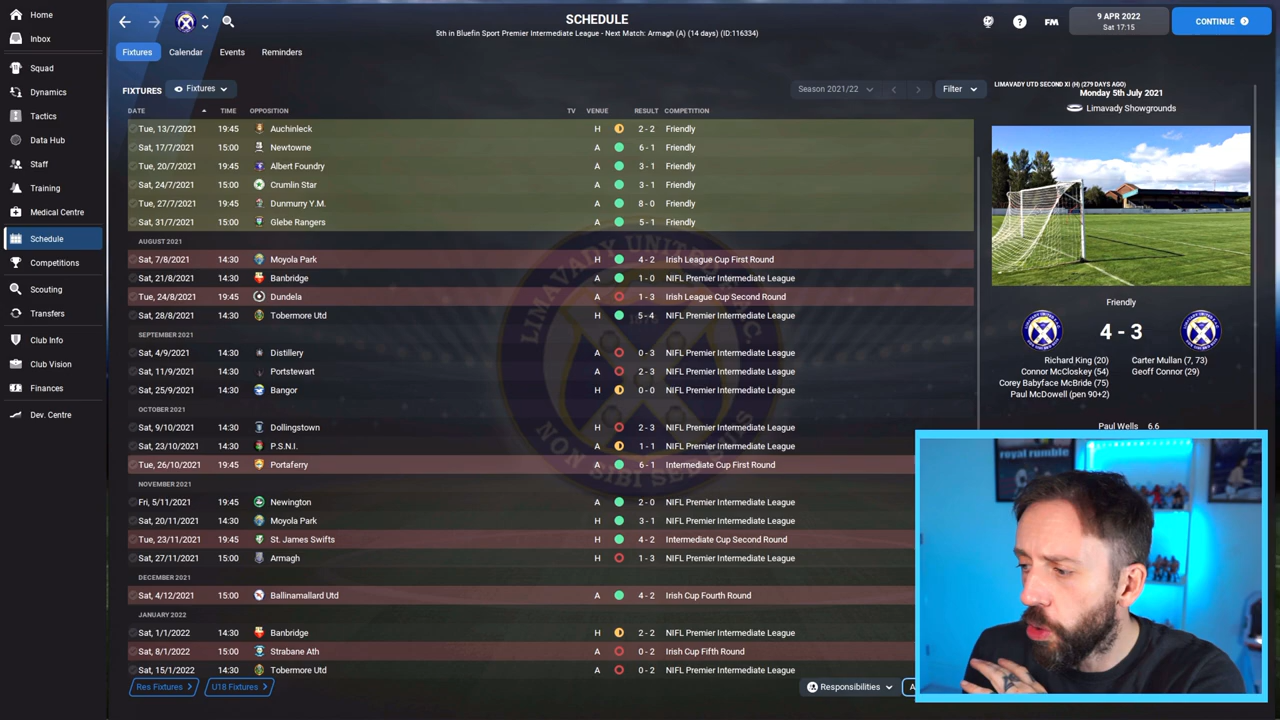 Home
Inbox
Squad
Dynamics
Tactics
Data Hub
Staff
Training
Medical Centre
Schedule
Competitions
Scouting
Transfers
Club Info
Club Vision
Finances
Dev. Centre
SCHEDULE
5th in Bluefin Sport Premier Intermediate League - Next Match: Armagh (A) (14 days) (ID:116334)
FM
9 APR 2022
Sat 17:15
CONTINUE
Fixtures Calendar Events Reminders
FIXTURES Fixtures Season 2021/22 Filter
DATE TIME OPPOSITION TV VENUE RESULT COMPETITION
Tue, 13/7/2021 19:45 Auchinleck H 2 - 2 Friendly
Sat, 17/7/2021 15:00 Newtowne A 6 - 1 Friendly
Tue, 20/7/2021 19:45 Albert Foundry A 3 - 1 Friendly
Sat, 24/7/2021 15:00 Crumlin Star A 3 - 1 Friendly
Tue, 27/7/2021 19:45 Dunmurry Y.M. A 8 - 0 Friendly
Sat, 31/7/2021 15:00 Glebe Rangers A 5 - 1 Friendly
AUGUST 2021
Sat, 7/8/2021 14:30 Moyola Park H 4 - 2 Irish League Cup First Round
Sat, 21/8/2021 14:30 Banbridge A 1 - 0 NIFL Premier Intermediate League
Tue, 24/8/2021 19:45 Dundela A 1 - 3 Irish League Cup Second Round
Sat, 28/8/2021 14:30 Tobermore Utd H 5 - 4 NIFL Premier Intermediate League
SEPTEMBER 2021
Sat, 4/9/2021 14:30 Distillery A 0 - 3 NIFL Premier Intermediate League
Sat, 11/9/2021 14:30 Portstewart A 2 - 3 NIFL Premier Intermediate League
Sat, 25/9/2021 14:30 Bangor H 0 - 0 NIFL Premier Intermediate League
OCTOBER 2021
Sat, 9/10/2021 14:30 Dollingstown H 2 - 3 NIFL Premier Intermediate League
Sat, 23/10/2021 14:30 P.S.N.I. A 1 - 1 NIFL Premier Intermediate League
Tue, 26/10/2021 19:45 Portaferry A 6 - 1 Intermediate Cup First Round
NOVEMBER 2021
Fri, 5/11/2021 19:45 Newington A 2 - 0 NIFL Premier Intermediate League
Sat, 20/11/2021 14:30 Moyola Park H 3 - 1 NIFL Premier Intermediate League
Tue, 23/11/2021 19:45 St. James Swifts H 4 - 2 Intermediate Cup Second Round
Sat, 27/11/2021 15:00 Armagh H 1 - 3 NIFL Premier Intermediate League
DECEMBER 2021
Sat, 4/12/2021 15:00 Ballinamallard Utd A 4 - 2 Irish Cup Fourth Round
JANUARY 2022
Sat, 1/1/2022 14:30 Banbridge H 2 - 2 NIFL Premier Intermediate League
Sat, 8/1/2022 15:00 Strabane Ath A 0 - 2 Irish Cup Fifth Round
Sat, 15/1/2022 14:30 Tobermore Utd A 0 - 2 NIFL Premier Intermediate League
Res Fixtures U18 Fixtures Responsibilities
LIMAVADY UTD SECOND XI (H) (279 DAYS AGO)
Monday 5th July 2021
Limavady Showgrounds
Friendly
4 - 3
Richard King (20) Carter Mullan (7, 73)
Connor McCloskey (54) Geoff Connor (29)
Corey Babyface McBride (75)
Paul McDowell (pen 90+2)
Paul Wells 6.6
LIMAVADY UNITED F.C.
NON SIBI SED
royal rumble